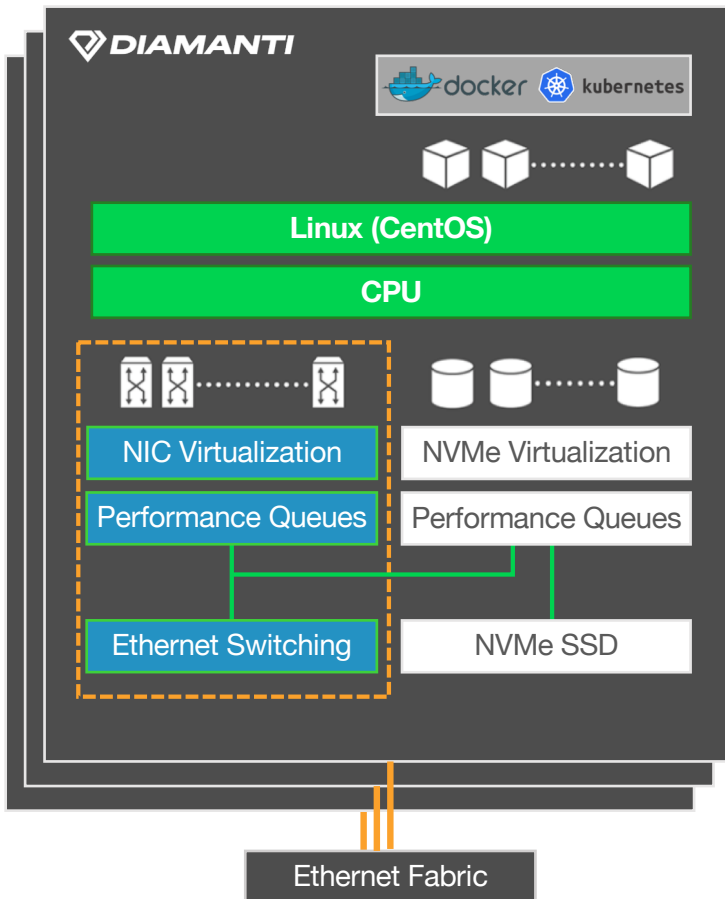 DIAMANTI
docker kubernetes
Linux (CentOS)
CPU
NIC Virtualization NVMe Virtualization
Performance Queues Performance Queues
Ethernet Switching NVMe SSD
Ethernet Fabric